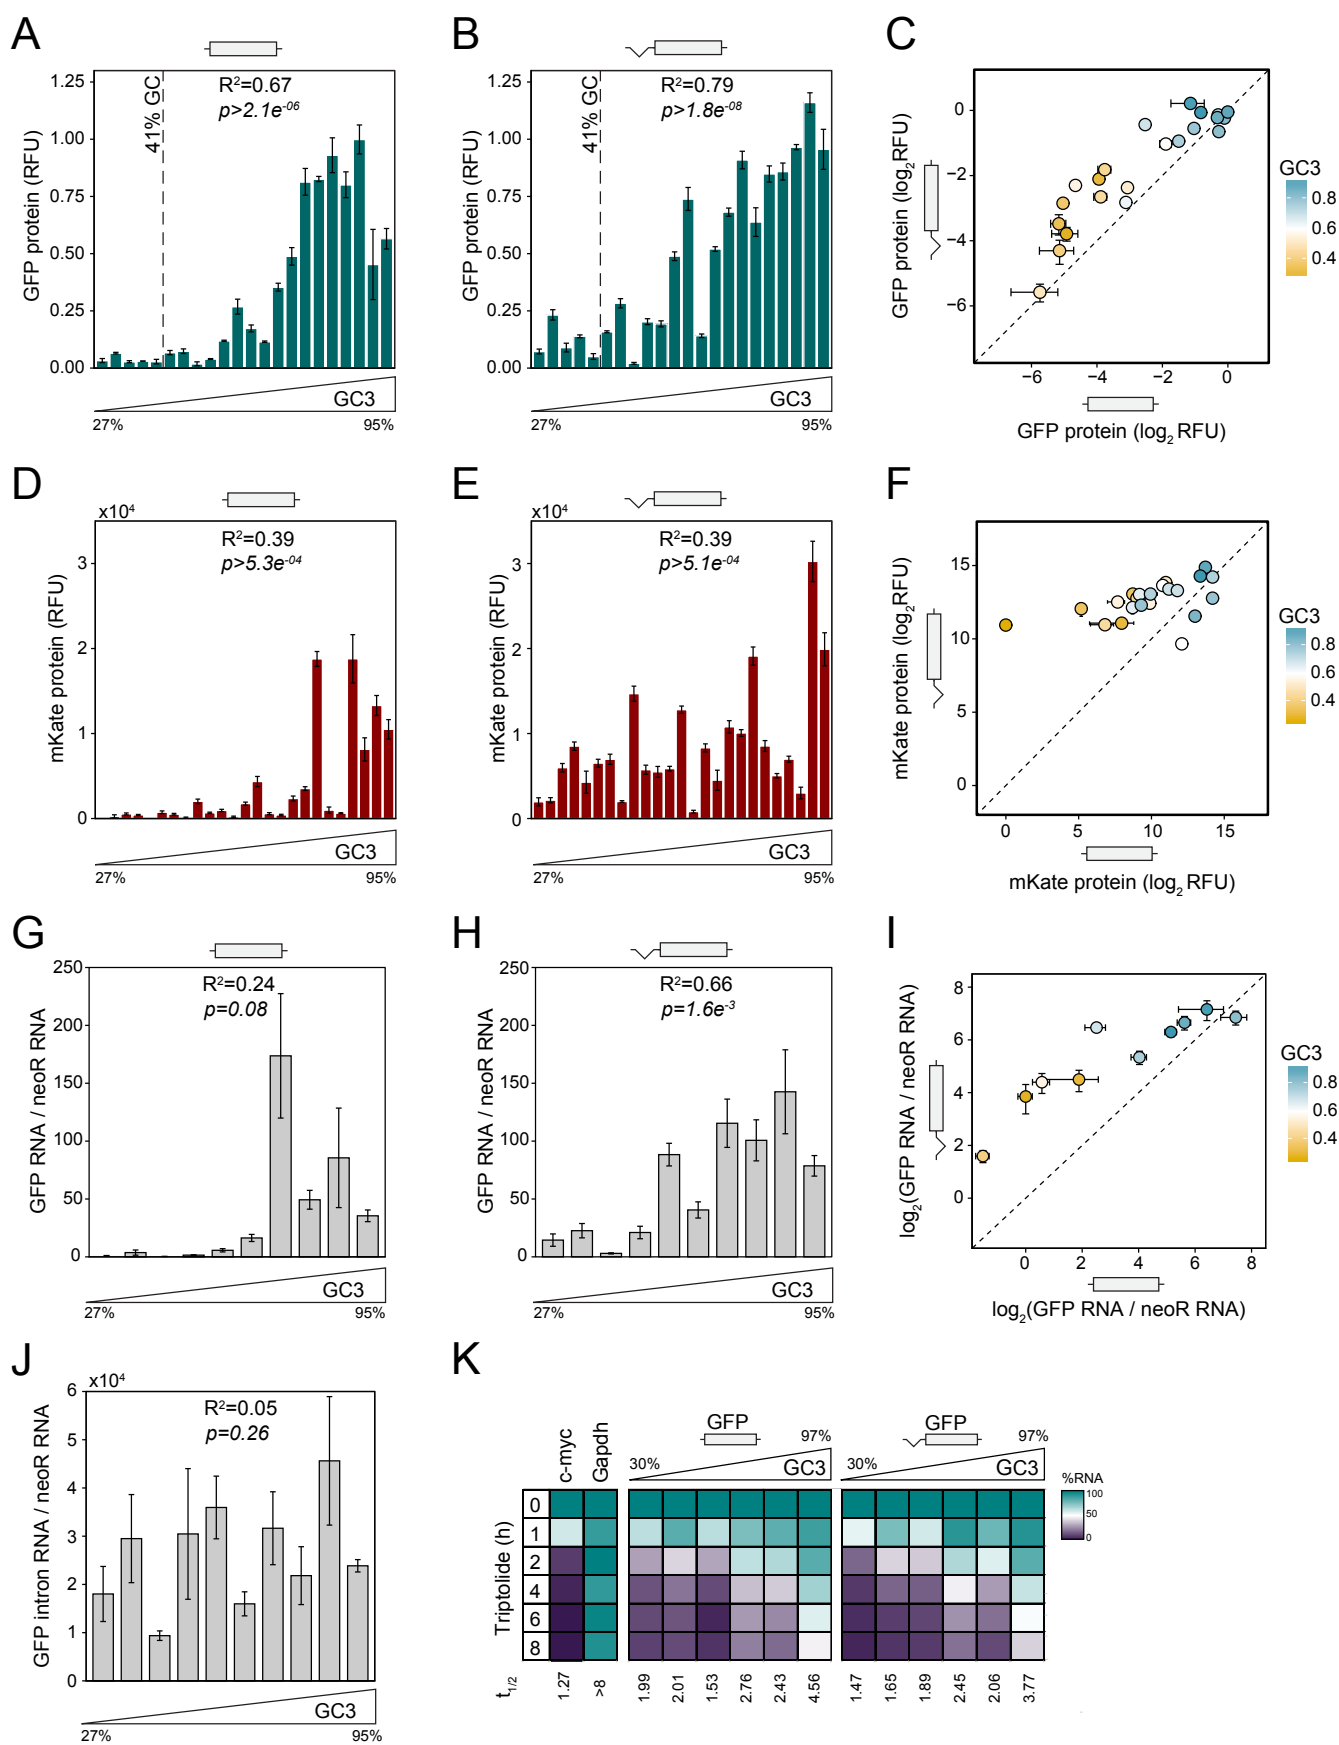 A
GFP protein (RFU)
1.25
1.00
0.75
0.50
0.25
0.00
41% GC
R²=0.67
p>2.1e⁻⁰⁶
GC3
27%
95%
B
GFP protein (RFU)
1.25
1.00
0.75
0.50
0.25
0.00
41% GC
R²=0.79
p>1.8e⁻⁰⁸
GC3
27%
95%
C
GFP protein (log₂RFU)
0
−2
−4
−6
−6
−4
−2
0
GFP protein (log₂ RFU)
GC3
0.8
0.6
0.4
D
x10⁴
mKate protein (RFU)
3
2
1
0
R²=0.39
p>5.3e⁻⁰⁴
GC3
27%
95%
E
x10⁴
mKate protein (RFU)
3
2
1
0
R²=0.39
p>5.1e⁻⁰⁴
GC3
27%
95%
F
mKate protein (log₂RFU)
15
10
5
0
0
5
10
15
mKate protein (log₂ RFU)
GC3
0.8
0.6
0.4
G
GFP RNA / neoR RNA
250
200
150
100
50
0
R²=0.24
p=0.08
GC3
27%
95%
H
250
200
150
100
50
0
R²=0.66
p=1.6e⁻³
GC3
27%
95%
I
log₂(GFP RNA / neoR RNA)
8
6
4
2
0
0
2
4
6
8
log₂(GFP RNA / neoR RNA)
GC3
0.8
0.6
0.4
J
x10⁴
GFP intron RNA / neoR RNA
6
5
4
3
2
1
0
R²=0.05
p=0.26
GC3
27%
95%
K
c-myc
Gapdh
GFP
30%
97%
GC3
GFP
30%
97%
GC3
%RNA
100
50
0
Triptolide (h)
0
1
2
4
6
8
t₁/₂
1.27
>8
1.99
2.01
1.53
2.76
2.43
4.56
1.47
1.65
1.89
2.45
2.06
3.77